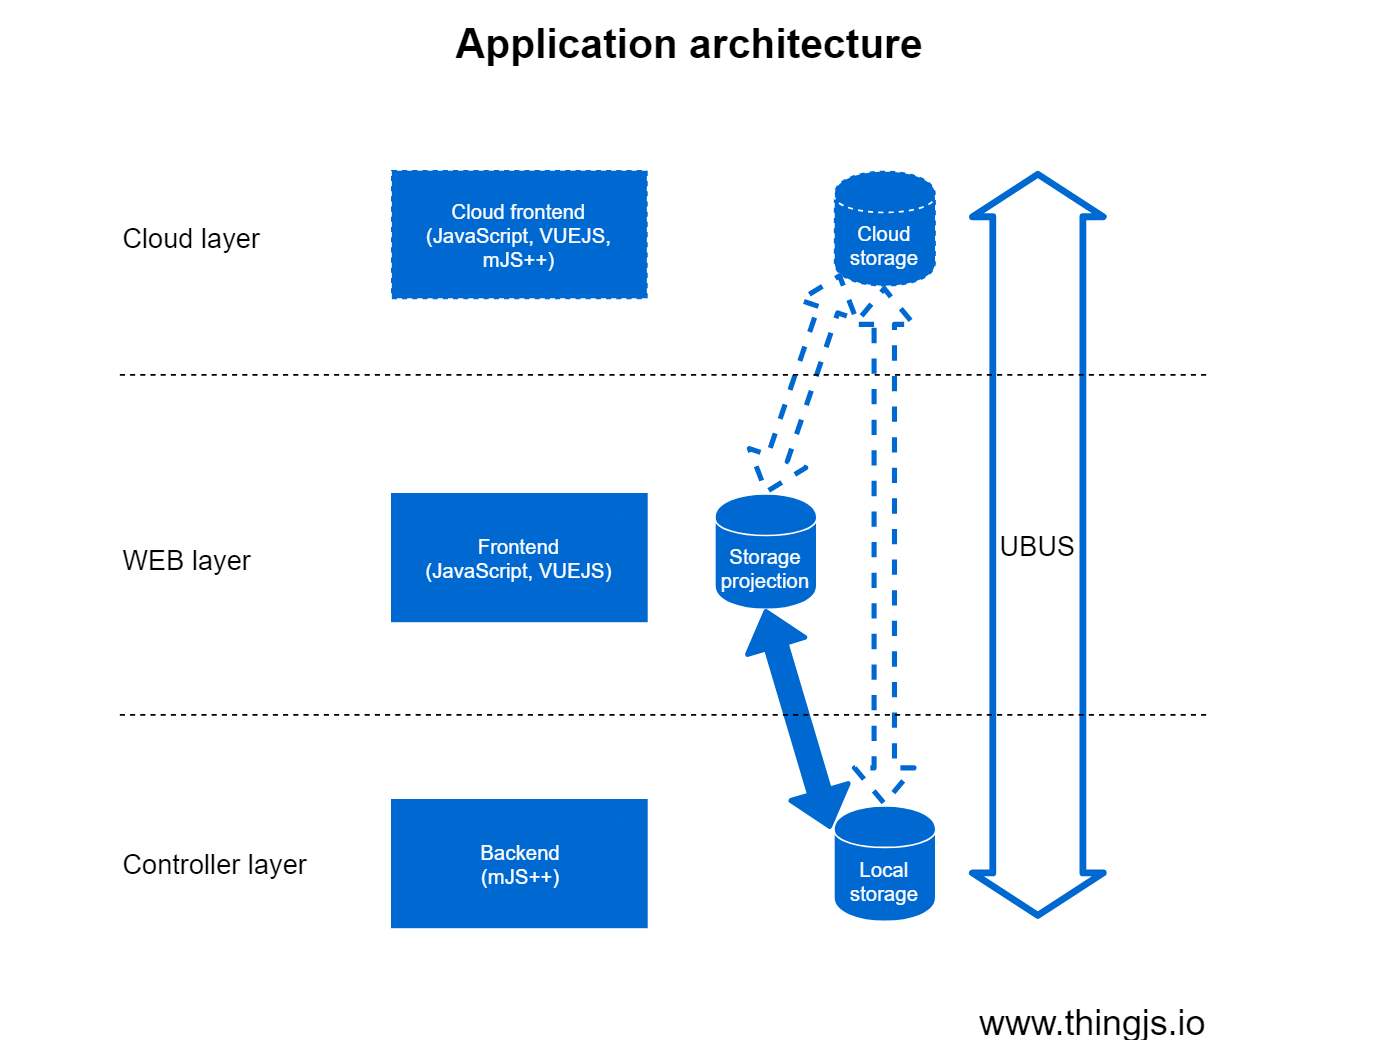 Application architecture
Cloud layer
Cloud frontend
(JavaScript, VUEJS,
mJS++)
Cloud
storage
WEB layer
Frontend
(JavaScript, VUEJS)
Storage
projection
UBUS
Controller layer
Backend
(mJS++)
Local
storage
www.thingjs.io